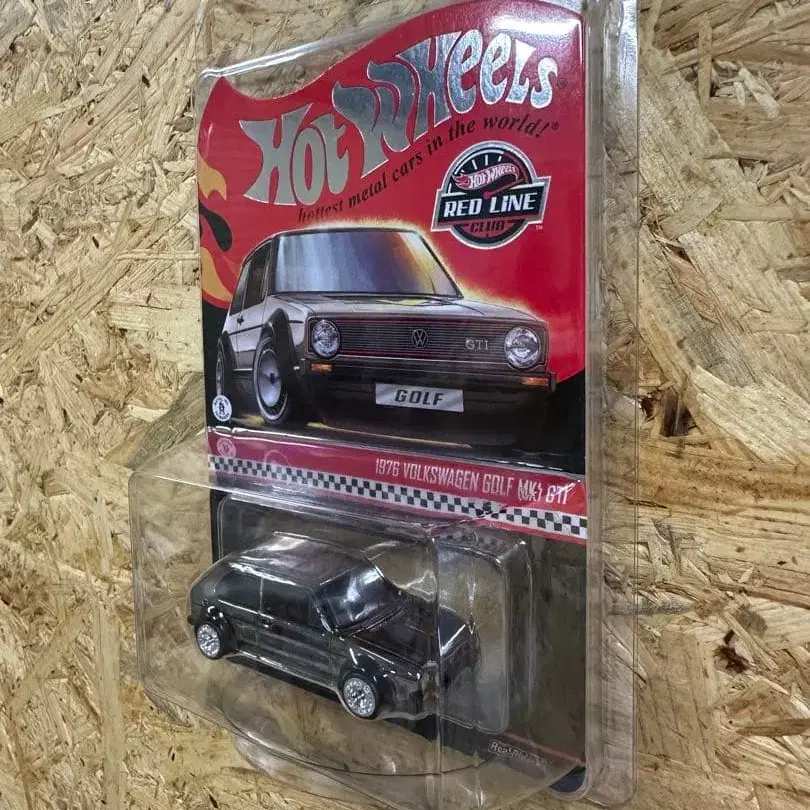 Hot Wheels®
hottest metal cars in the world!®
Hot Wheels
RED LINE
CLUB™
GTI
GOLF
1976 VOLKSWAGEN GOLF MK1 GTI